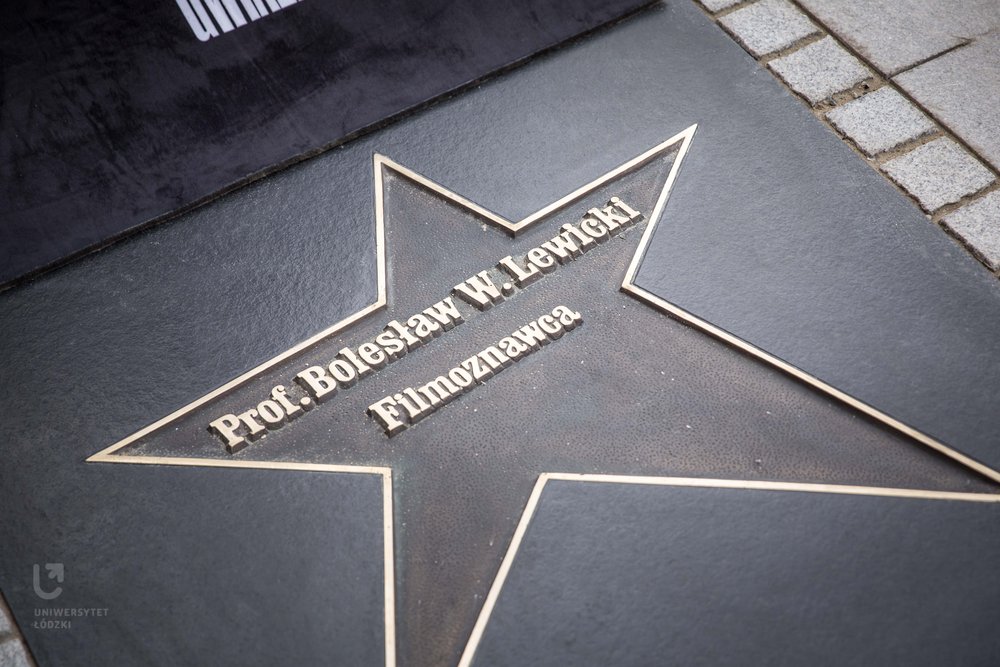 Prof. Bolesław W. Lewicki
Filmoznawca
UNIWERSYTET
ŁÓDZKI